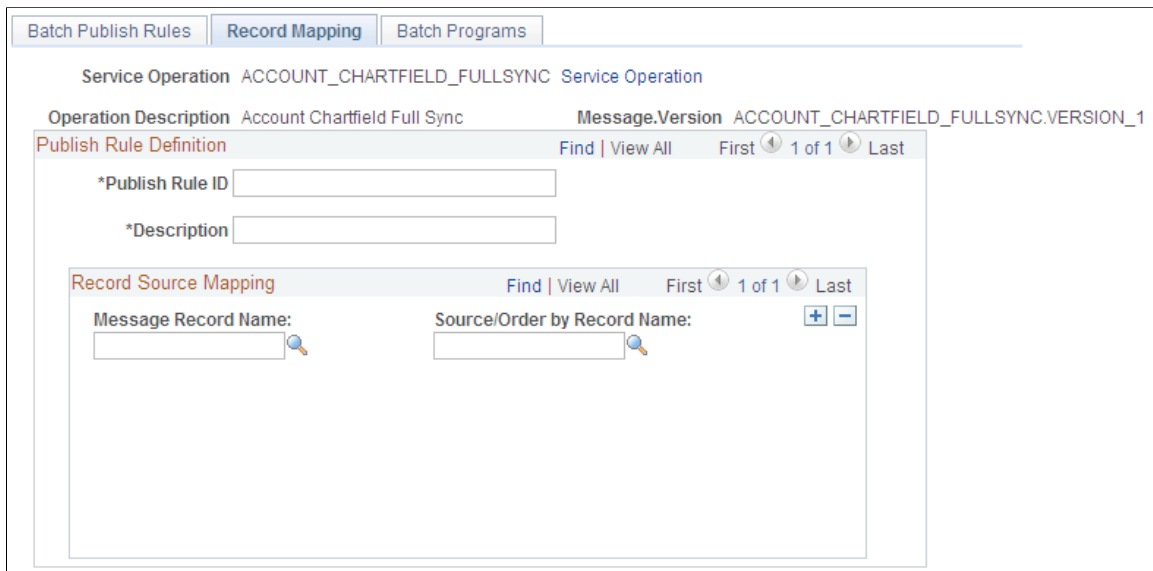 Batch Publish Rules Record Mapping Batch Programs
Service Operation ACCOUNT_CHARTFIELD_FULLSYNC Service Operation
Operation Description Account Chartfield Full Sync Message.Version ACCOUNT_CHARTFIELD_FULLSYNC.VERSION_1
Publish Rule Definition Find | View All First 1 of 1 Last
*Publish Rule ID
*Description
Record Source Mapping Find | View All First 1 of 1 Last
Message Record Name: Source/Order by Record Name: